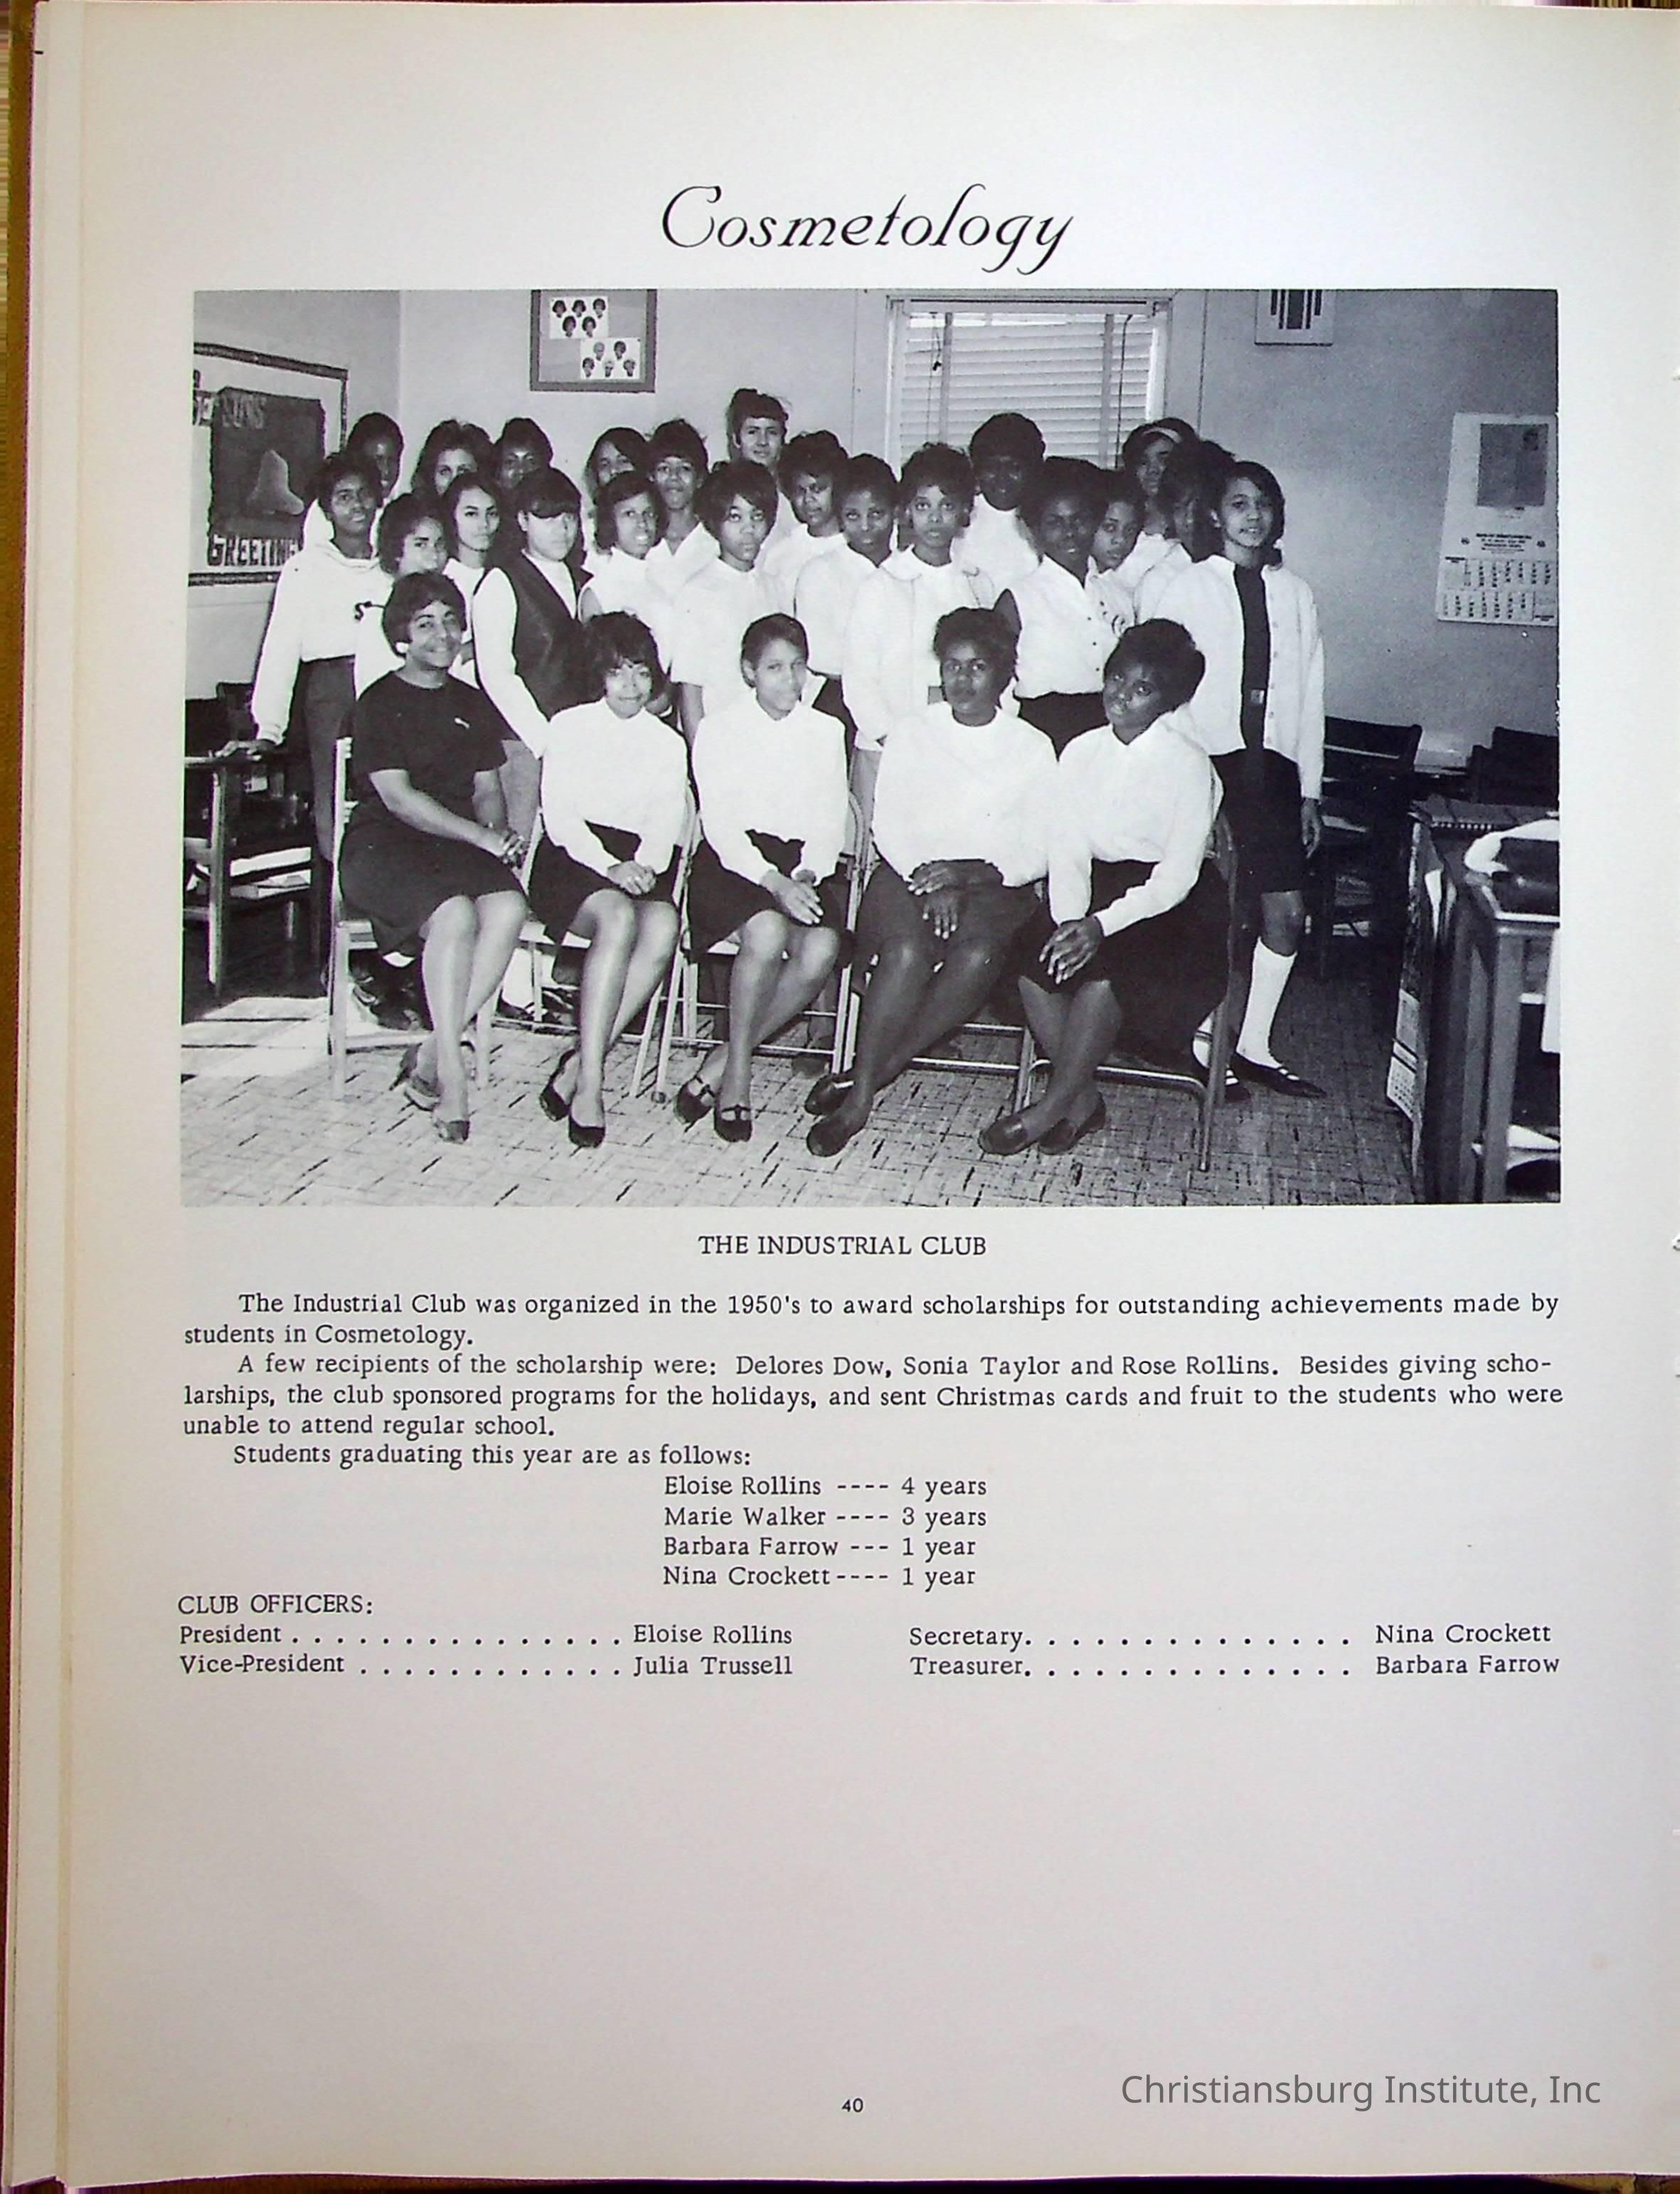 Cosmetology
SEASONS
GREETING
THE INDUSTRIAL CLUB
The Industrial Club was organized in the 1950's to award scholarships for outstanding achievements made by
students in Cosmetology.
A few recipients of the scholarship were: Delores Dow, Sonia Taylor and Rose Rollins. Besides giving scho-
larships, the club sponsored programs for the holidays, and sent Christmas cards and fruit to the students who were
unable to attend regular school.
Students graduating this year are as follows:
Eloise Rollins ---- 4 years
Marie Walker ---- 3 years
Barbara Farrow --- 1 year
Nina Crockett ---- 1 year
CLUB OFFICERS:
President . . . . . . . . . . . . . . . Eloise Rollins Secretary. . . . . . . . . . . . . . Nina Crockett
Vice-President . . . . . . . . . . . . Julia Trussell Treasurer. . . . . . . . . . . . . . Barbara Farrow
40
Christiansburg Institute, Inc